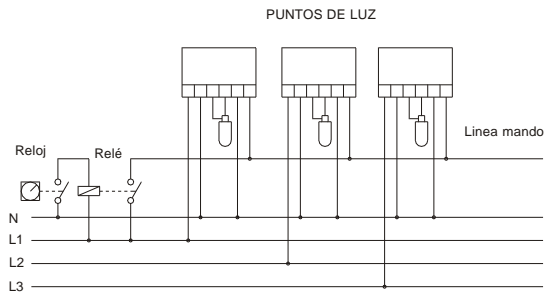 PUNTOS DE LUZ
Linea mando
Reloj
Relé
N
L1
L2
L3